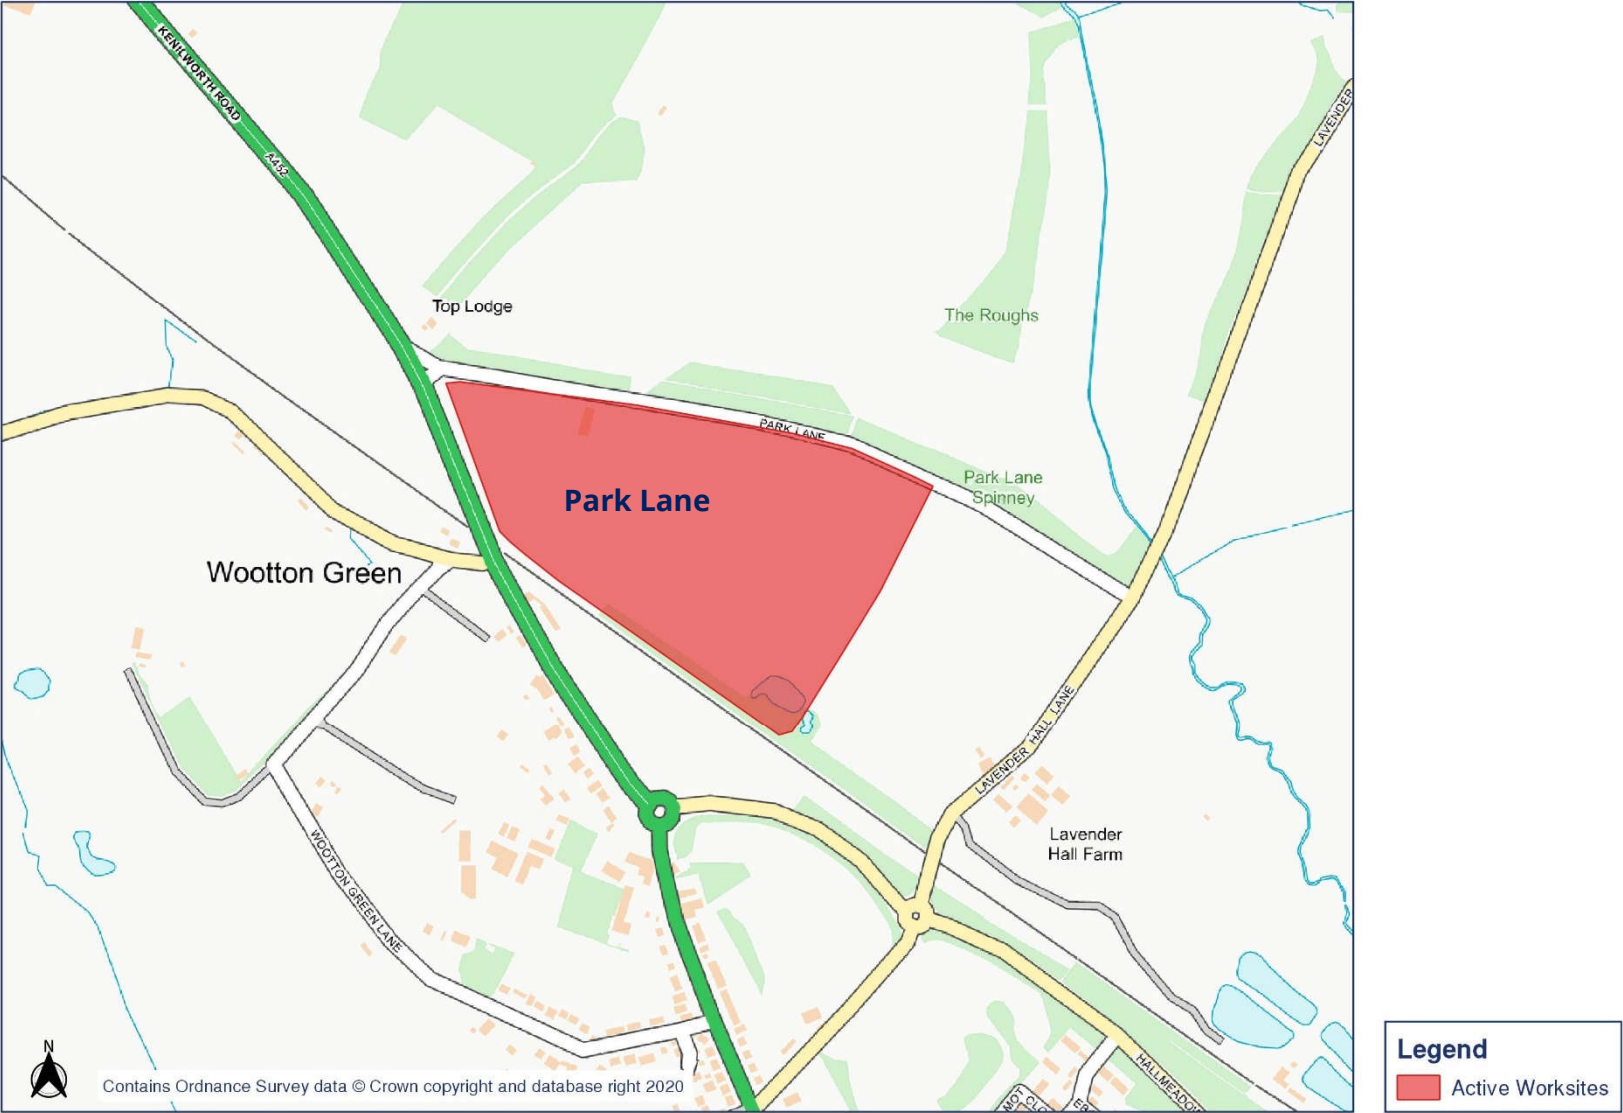 KENILWORTH ROAD
A452
LAVENDER
Top Lodge
The Roughs
PARK LANE
Park Lane
Spinney
Park Lane
Wootton Green
LAVENDER HALL LANE
Lavender
Hall Farm
WOOTTON GREEN LANE
HALLMEADOW
N
Contains Ordnance Survey data © Crown copyright and database right 2020
Legend
Active Worksites